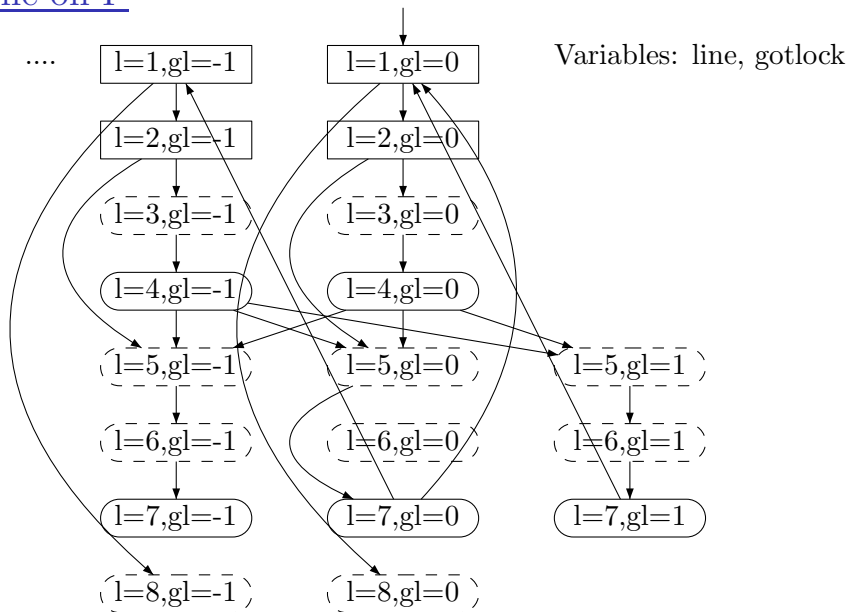 ....
l=1,gl=-1
l=1,gl=0
Variables: line, gotlock
l=2,gl=-1
l=2,gl=0
l=3,gl=-1
l=3,gl=0
l=4,gl=-1
l=4,gl=0
l=5,gl=-1
l=5,gl=0
l=5,gl=1
l=6,gl=-1
l=6,gl=0
l=6,gl=1
l=7,gl=-1
l=7,gl=0
l=7,gl=1
l=8,gl=-1
l=8,gl=0